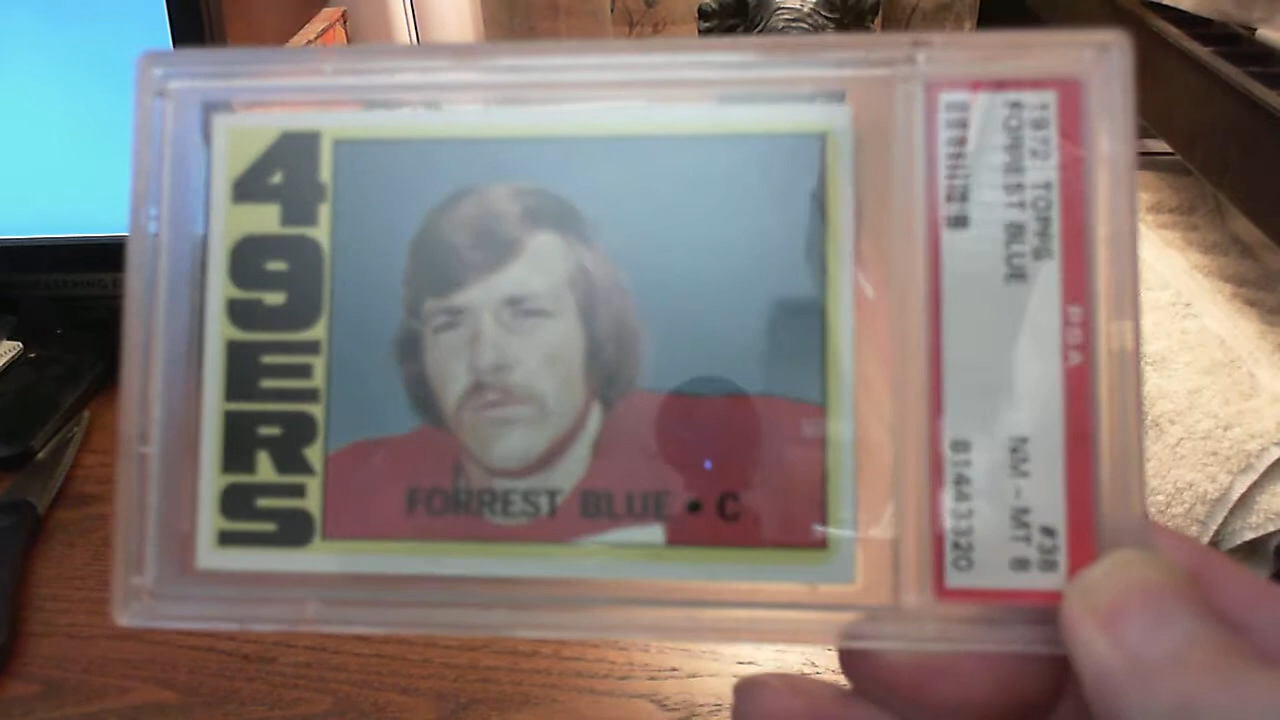 49ERS
FORREST BLUE • C
1972 TOPPS
FORREST BLUE
PSA
#38
NM - MT 8
81443320